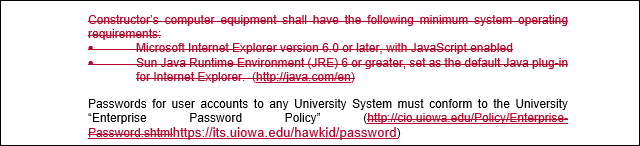 Constructor's computer equipment shall have the following minimum system operating
requirements:
• Microsoft Internet Explorer version 6.0 or later, with JavaScript enabled
• Sun Java Runtime Environment (JRE) 6 or greater, set as the default Java plug-in
for Internet Explorer. (http://java.com/en)
Passwords for user accounts to any University System must conform to the University
“Enterprise Password Policy” (http://cio.uiowa.edu/Policy/Enterprise-
Password.shtmlhttps://its.uiowa.edu/hawkid/password)